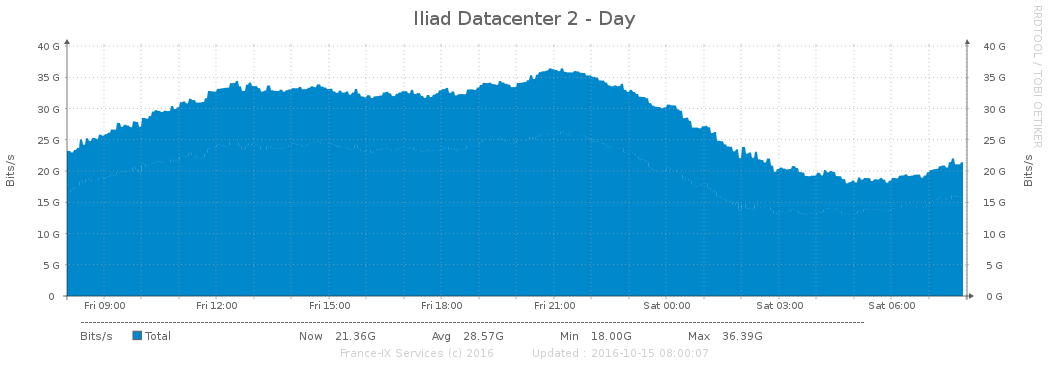 Iliad Datacenter 2 - Day
RRDTOOL / TOBI OETIKER
Bits/s
40 G 40 G
35 G 35 G
30 G 30 G
25 G 25 G
20 G 20 G
15 G 15 G
10 G 10 G
5 G 5 G
0 0 G
Bits/s
Fri 09:00 Fri 12:00 Fri 15:00 Fri 18:00 Fri 21:00 Sat 00:00 Sat 03:00 Sat 06:00
Bits/s Total Now 21.36G Avg 28.57G Min 18.00G Max 36.39G
France-IX Services (c) 2016 Updated : 2016-10-15 08:00:07